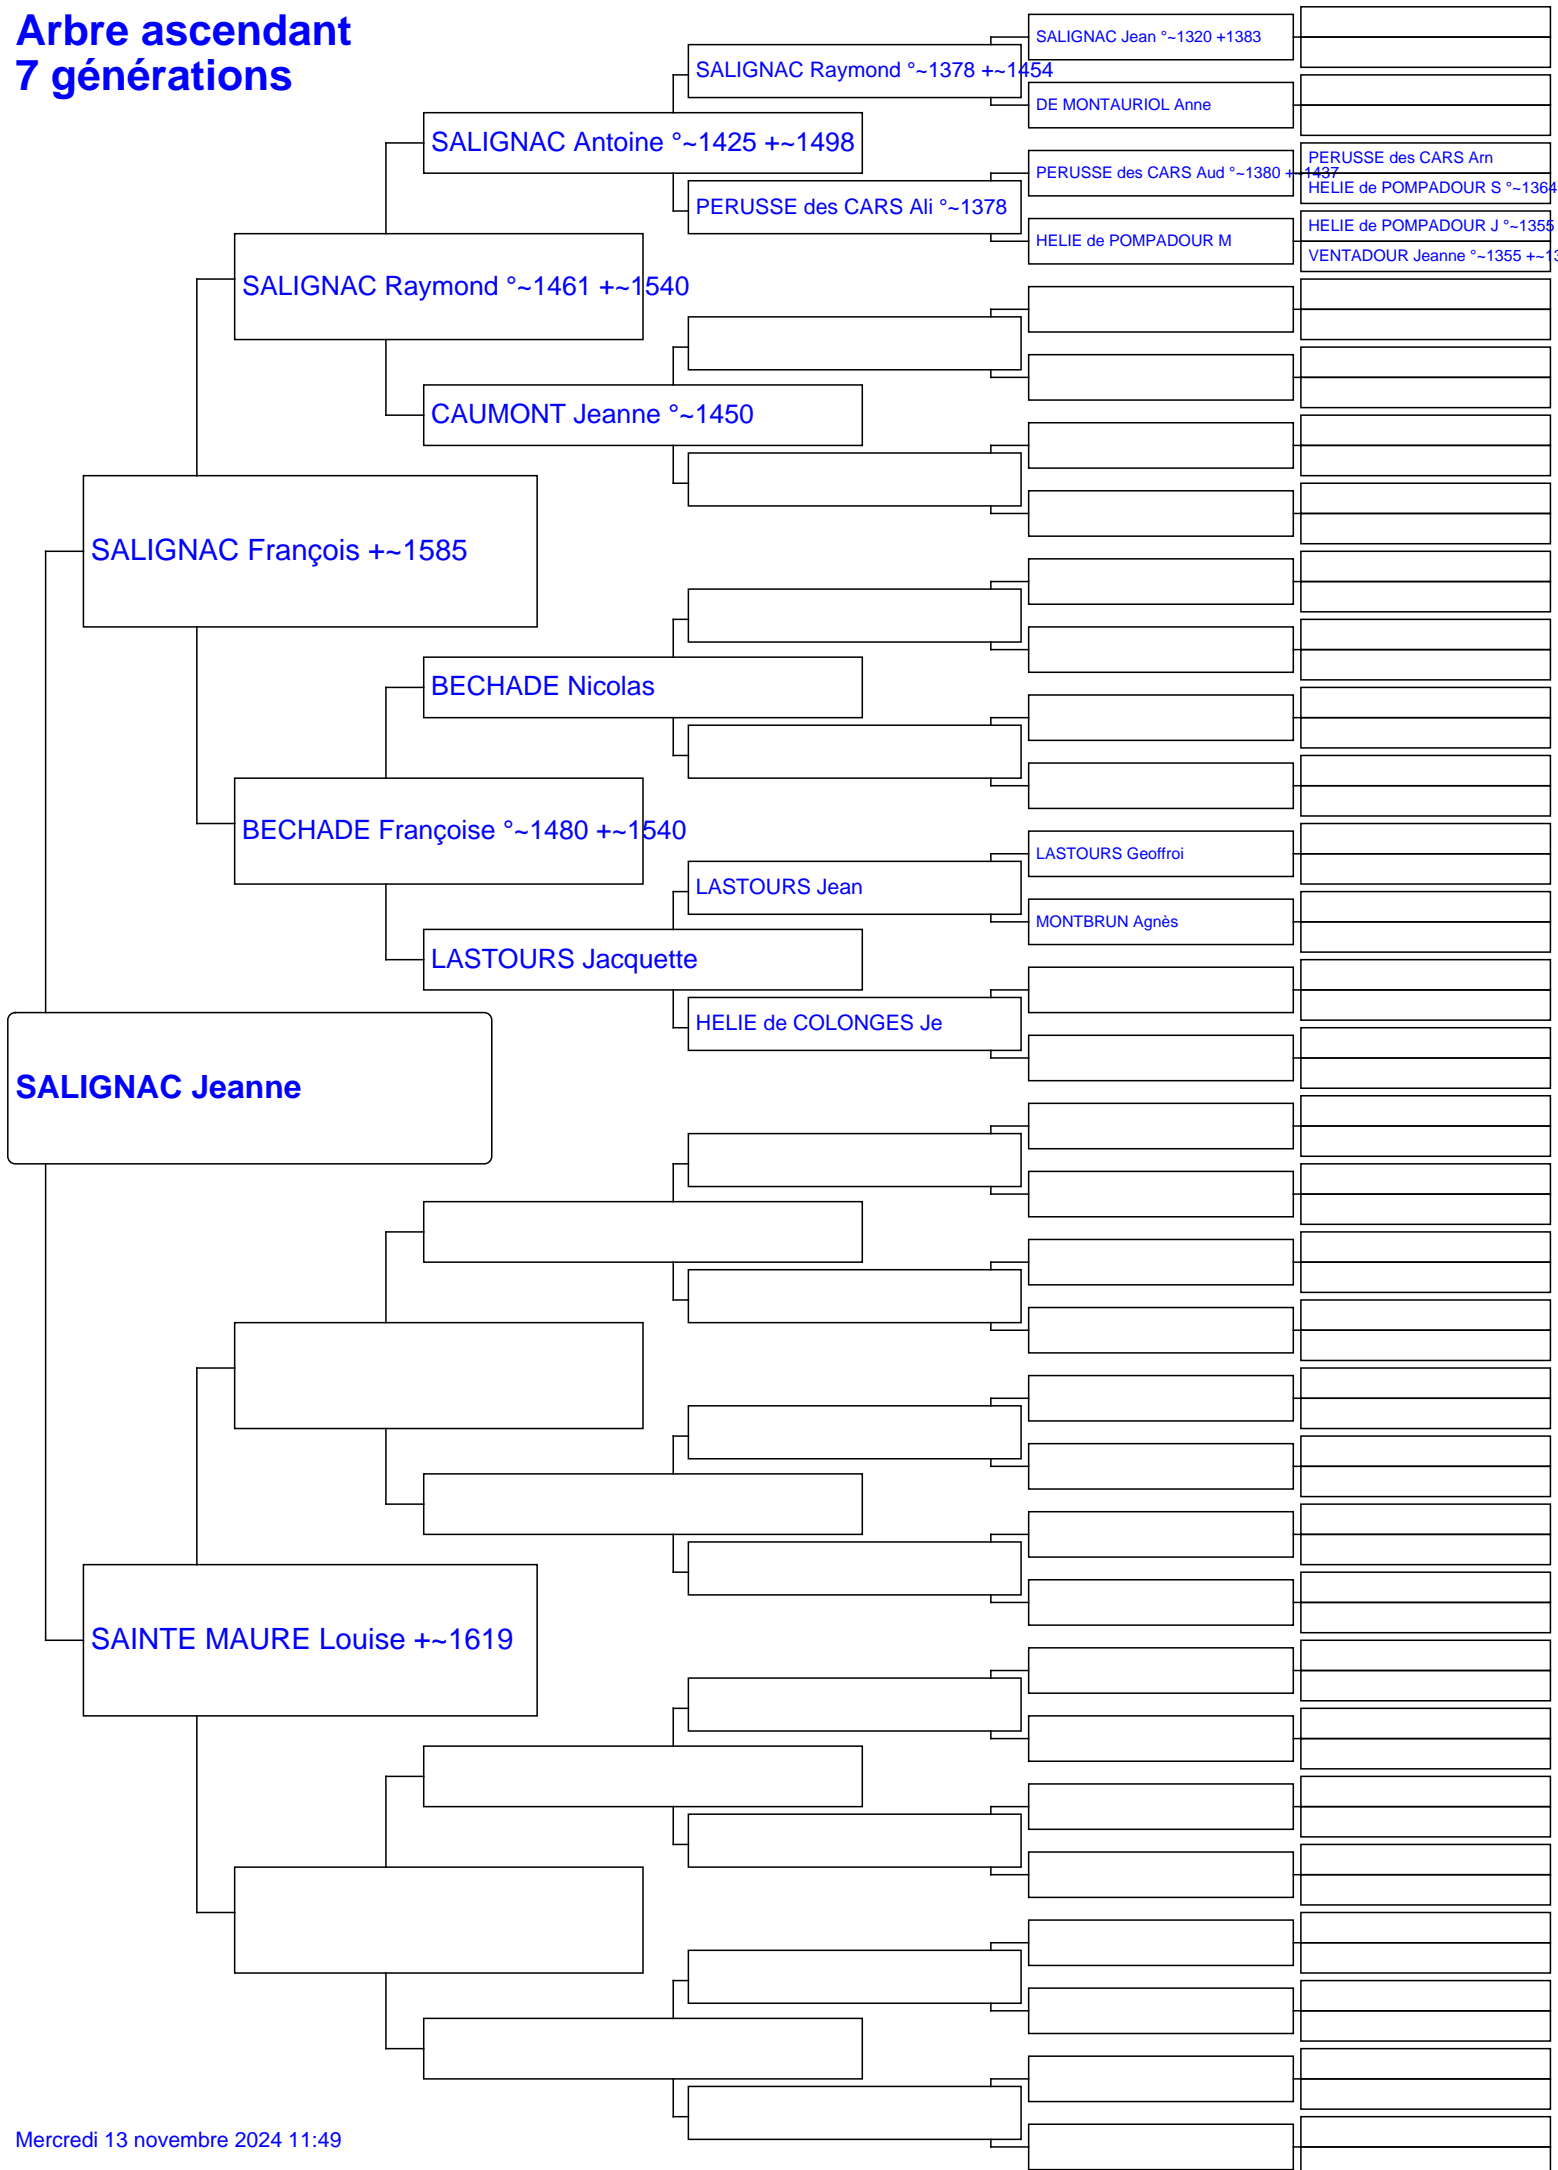 Arbre ascendant
7 générations
SALIGNAC Jean °~1320 +1383
SALIGNAC Raymond °~1378 +~1454
DE MONTAURIOL Anne
SALIGNAC Antoine °~1425 +~1498
PERUSSE des CARS Arn
PERUSSE des CARS Aud °~1380 +~1437
HELIE de POMPADOUR S °~1364
PERUSSE des CARS Ali °~1378
HELIE de POMPADOUR J °~1355
HELIE de POMPADOUR M
VENTADOUR Jeanne °~1355
SALIGNAC Raymond °~1461 +~1540
CAUMONT Jeanne °~1450
SALIGNAC François +~1585
BECHADE Nicolas
BECHADE Françoise °~1480 +~1540
LASTOURS Geoffroi
LASTOURS Jean
MONTBRUN Agnès
LASTOURS Jacquette
HELIE de COLONGES Je
SALIGNAC Jeanne
SAINTE MAURE Louise +~1619
Mercredi 13 novembre 2024 11:49